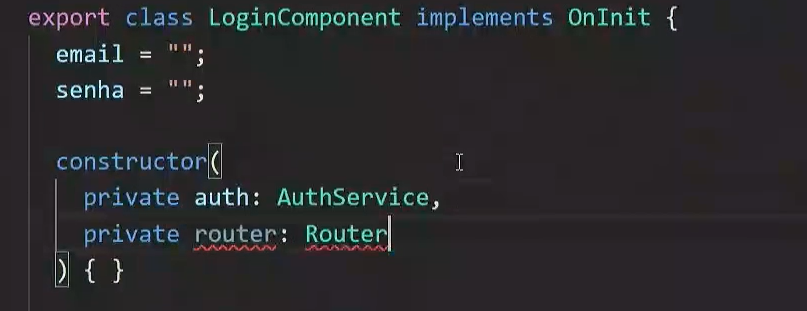 export class LoginComponent implements OnInit {
email = "";
senha = "";
constructor(
private auth: AuthService,
private router: Router
) { }